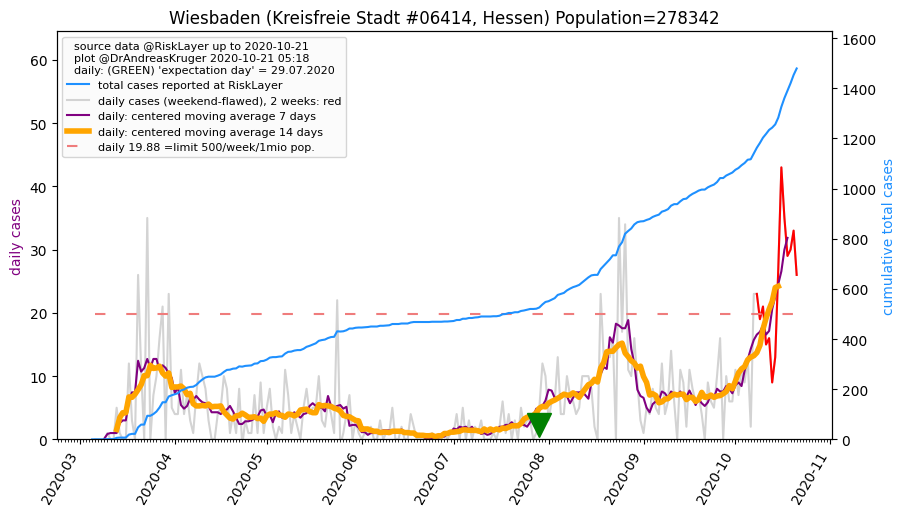 Wiesbaden (Kreisfreie Stadt #06414, Hessen) Population=278342
source data @RiskLayer up to 2020-10-21
plot @DrAndreasKruger 2020-10-21 05:18
daily: (GREEN) 'expectation day' = 29.07.2020
total cases reported at RiskLayer
daily cases (weekend-flawed), 2 weeks: red
daily: centered moving average 7 days
daily: centered moving average 14 days
daily 19.88 =limit 500/week/1mio pop.
daily cases
60
50
40
30
20
10
0
cumulative total cases
1600
1400
1200
1000
800
600
400
200
0
2020-03
2020-04
2020-05
2020-06
2020-07
2020-08
2020-09
2020-10
2020-11